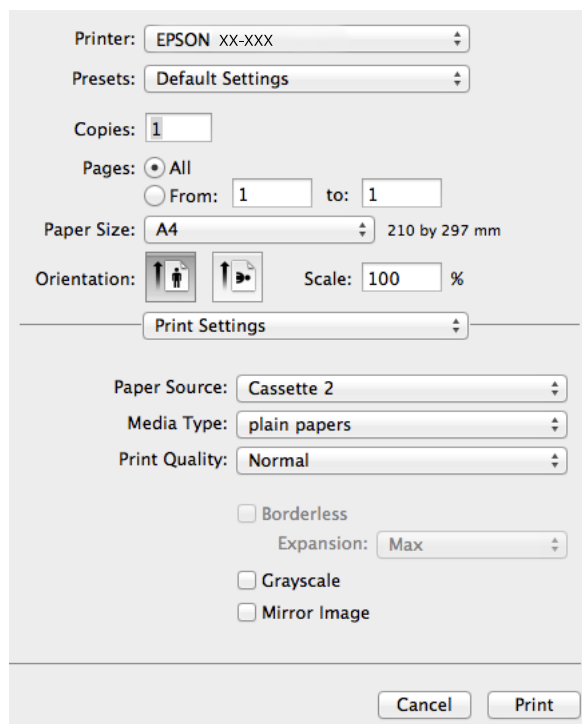 Printer: EPSON XX-XXX
Presets: Default Settings
Copies: 1
Pages: All
From: 1 to: 1
Paper Size: A4 210 by 297 mm
Orientation: Scale: 100 %
Print Settings
Paper Source: Cassette 2
Media Type: plain papers
Print Quality: Normal
Borderless
Expansion: Max
Grayscale
Mirror Image
Cancel Print